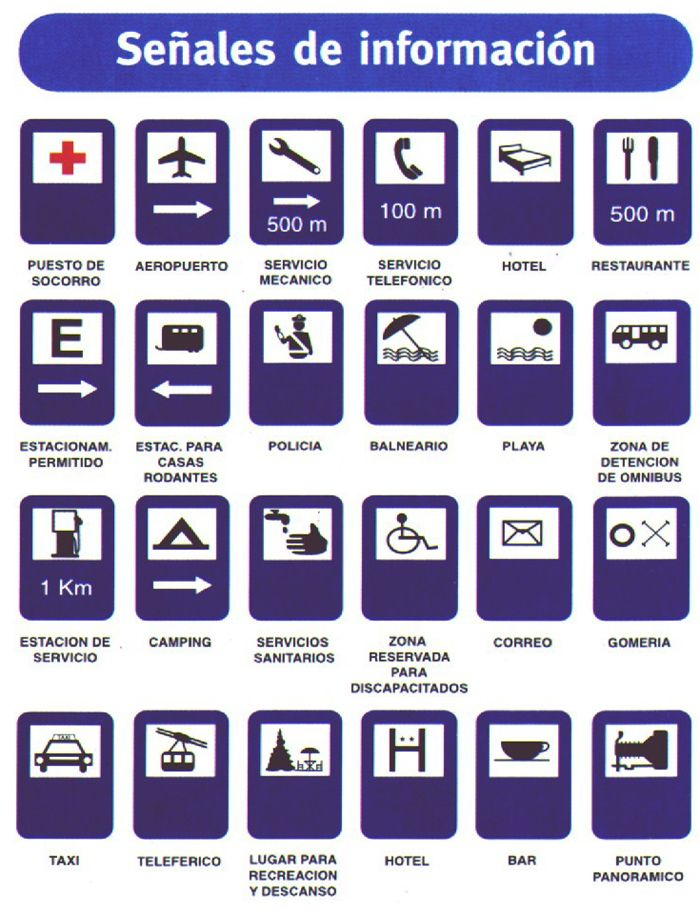 Señales de información
500 m
100 m
500 m
PUESTO DE
SOCORRO
AEROPUERTO
SERVICIO
MECANICO
SERVICIO
TELEFONICO
HOTEL
RESTAURANTE
E
ESTACIONAM.
PERMITIDO
ESTAC. PARA
CASAS
RODANTES
POLICIA
BALNEARIO
PLAYA
ZONA DE
DETENCION
DE OMNIBUS
1 Km
ESTACION DE
SERVICIO
CAMPING
SERVICIOS
SANITARIOS
ZONA
RESERVADA
PARA
DISCAPACITADOS
CORREO
GOMERIA
TAXI
H
TAXI
TELEFERICO
LUGAR PARA
RECREACION
Y DESCANSO
HOTEL
BAR
PUNTO
PANORAMICO